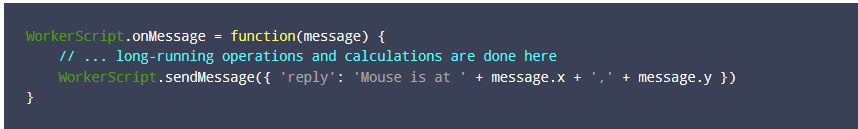 WorkerScript.onMessage = function(message) {
    // ... long-running operations and calculations are done here
    WorkerScript.sendMessage({ 'reply': 'Mouse is at ' + message.x + ',' + message.y })
}